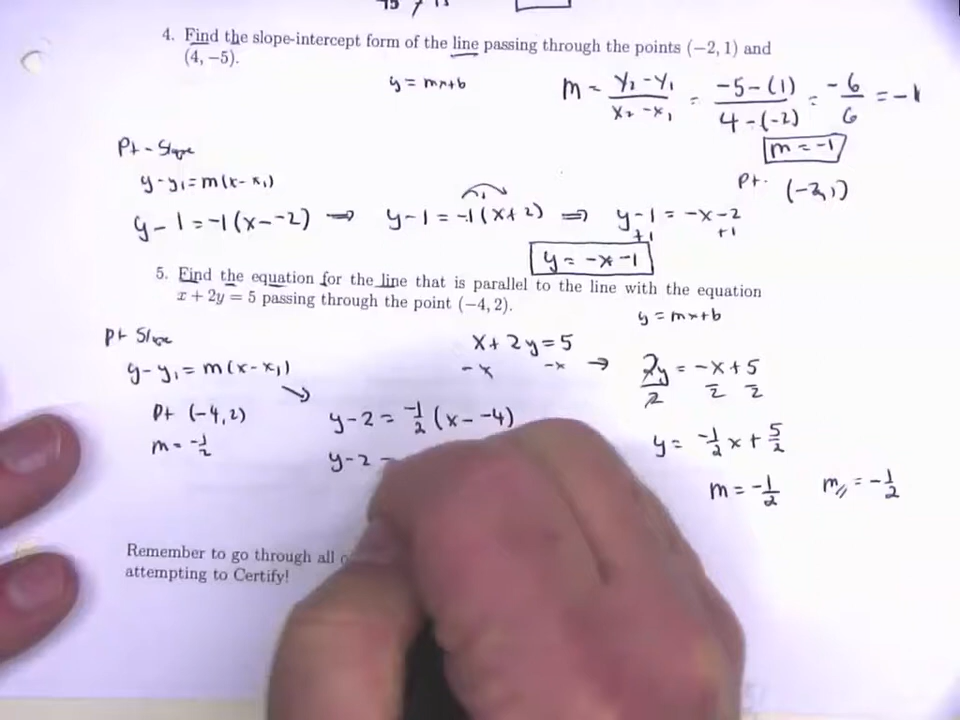 4. Find the slope-intercept form of the line passing through the points (−2, 1) and
(4, −5).
y = mx+b
m = y₂-y₁ / x₂-x₁ = -5-(1) / 4-(-2) = -6/6 = -1
m = -1
Pt-Slope
y-y₁=m(x-x₁)
Pt. (-2,1)
y-1=-1(x--2) ⇒ y-1=-1(x+2) ⇒ y-1=-x-2
+1 +1
y=-x-1
5. Find the equation for the line that is parallel to the line with the equation
x + 2y = 5 passing through the point (−4, 2).
y=mx+b
Pt Slope
y-y₁=m(x-x₁)
Pt (-4,2)
m=-1/2
x+2y=5
-x -x
→ 2y/2 = -x/2 + 5/2
y-2=-1/2(x--4)
y-2=
y=-1/2x+5/2
m=-1/2 m//=-1/2
Remember to go through all
attempting to Certify!